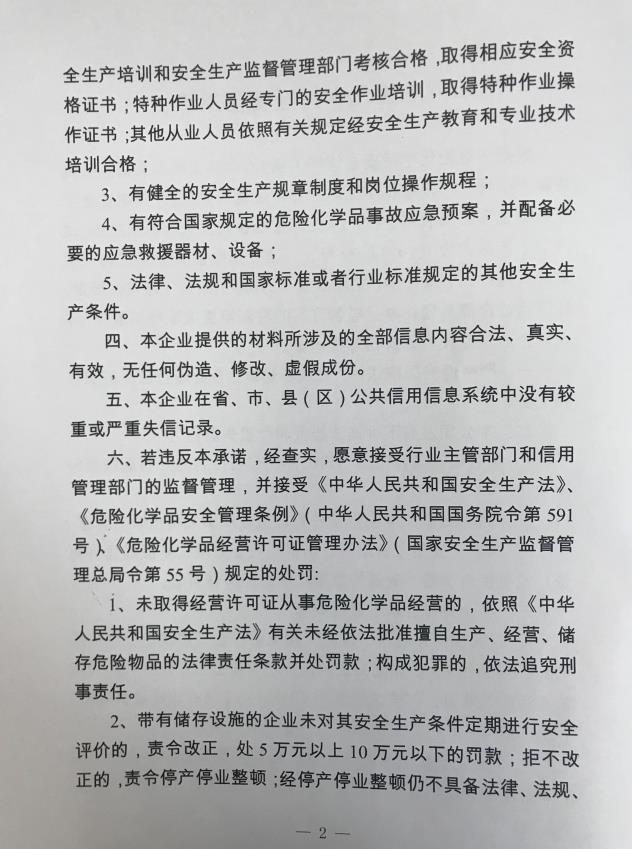 全生产培训和安全生产监督管理部门考核合格,取得相应安全资
格证书;特种作业人员经专门的安全作业培训,取得特种作业操
作证书;其他从业人员依照有关规定经安全生产教育和专业技术
培训合格;
3、有健全的安全生产规章制度和岗位操作规程;
4、有符合国家规定的危险化学品事故应急预案,并配备必
要的应急救援器材、设备;
5、法律、法规和国家标准或者行业标准规定的其他安全生
产条件。
四、本企业提供的材料所涉及的全部信息内容合法、真实、
有效,无任何伪造、修改、虚假成份。
五、本企业在省、市、县(区)公共信用信息系统中没有较
重或严重失信记录。
六、若违反本承诺,经查实,愿意接受行业主管部门和信用
管理部门的监督管理,并接受《中华人民共和国安全生产法》、
《危险化学品安全管理条例》(中华人民共和国国务院令第 591
号)、《危险化学品经营许可证管理办法》(国家安全生产监督管
理总局令第 55 号)规定的处罚:
1、未取得经营许可证从事危险化学品经营的,依照《中华
人民共和国安全生产法》有关未经依法批准擅自生产、经营、储
存危险物品的法律责任条款并处罚款;构成犯罪的,依法追究刑
事责任。
2、带有储存设施的企业未对其安全生产条件定期进行安全
评价的,责令改正,处 5 万元以上 10 万元以下的罚款;拒不改
正的,责令停产停业整顿;经停产停业整顿仍不具备法律、法规、
— 2 —